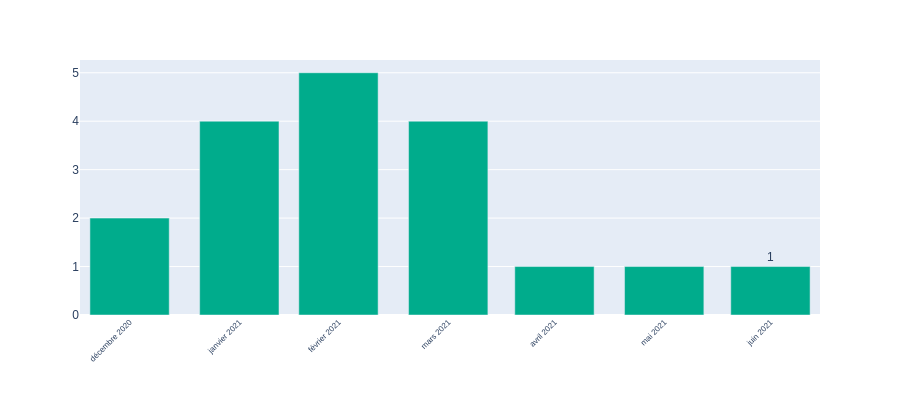 5
4
3
2
1
0
1
décembre 2020
janvier 2021
février 2021
mars 2021
avril 2021
mai 2021
juin 2021